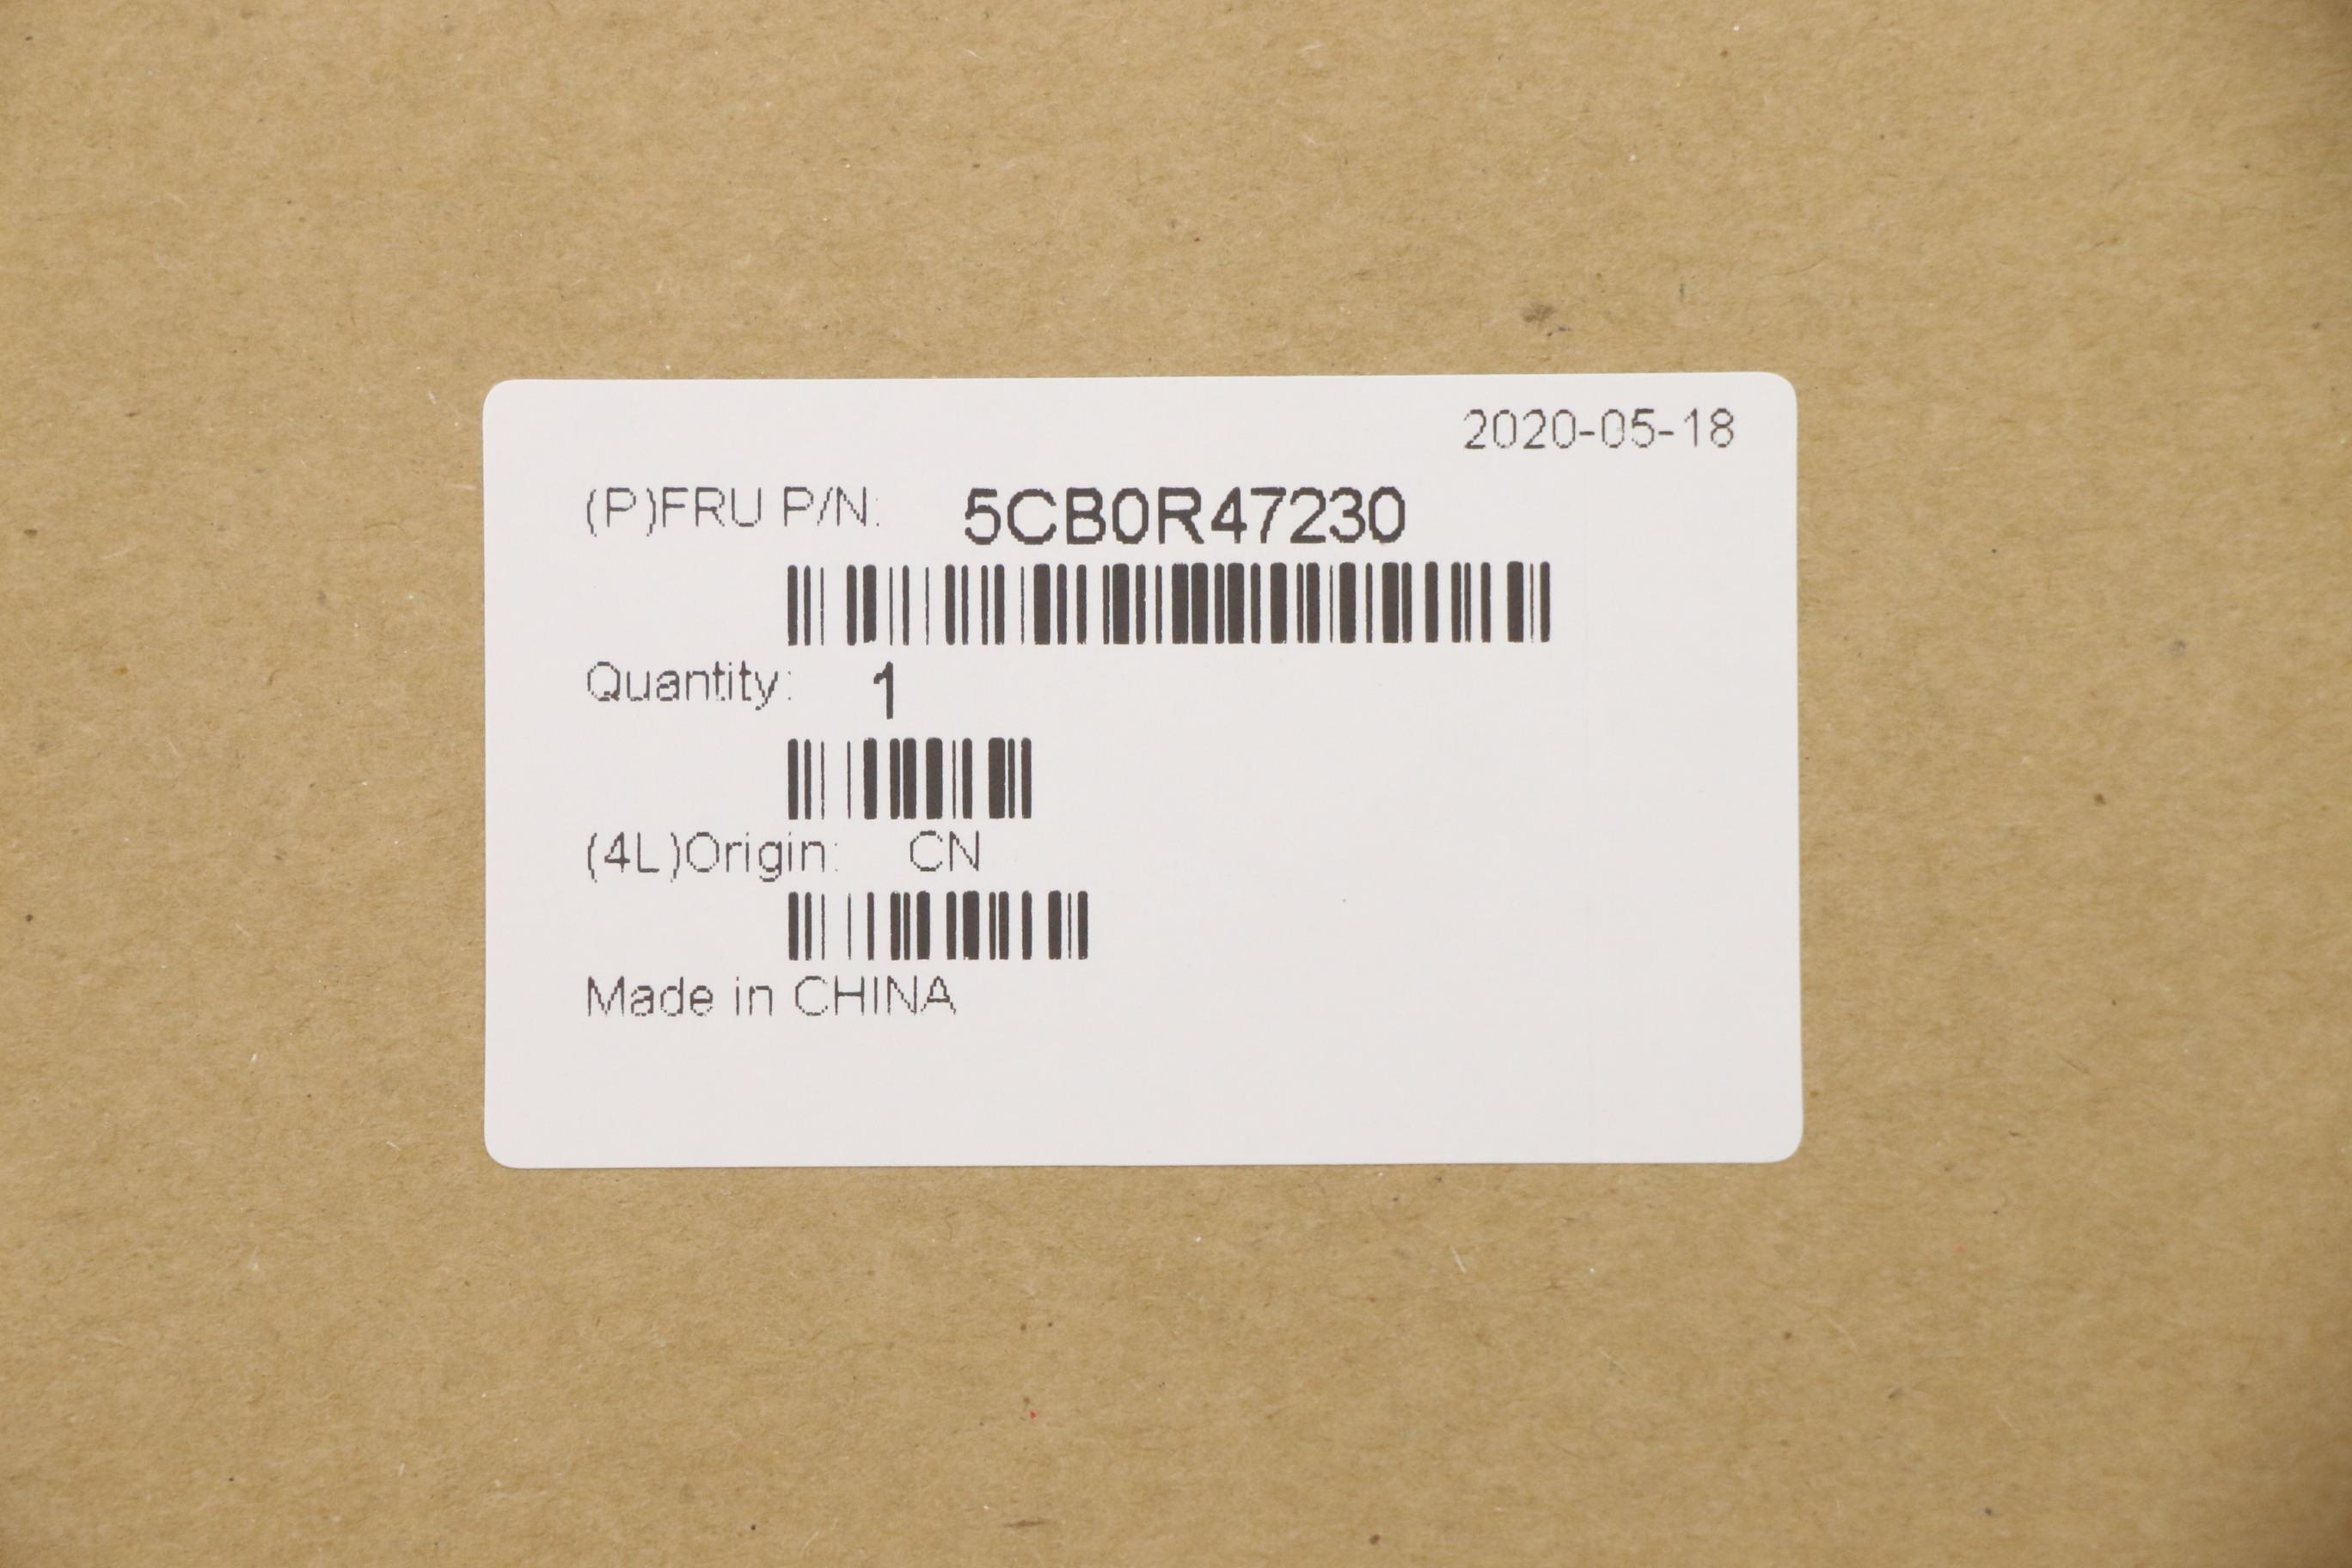 2020-05-18
(P)FRU P/N: 5CB0R47230
Quantity: 1
(4L)Origin: CN
Made in CHINA